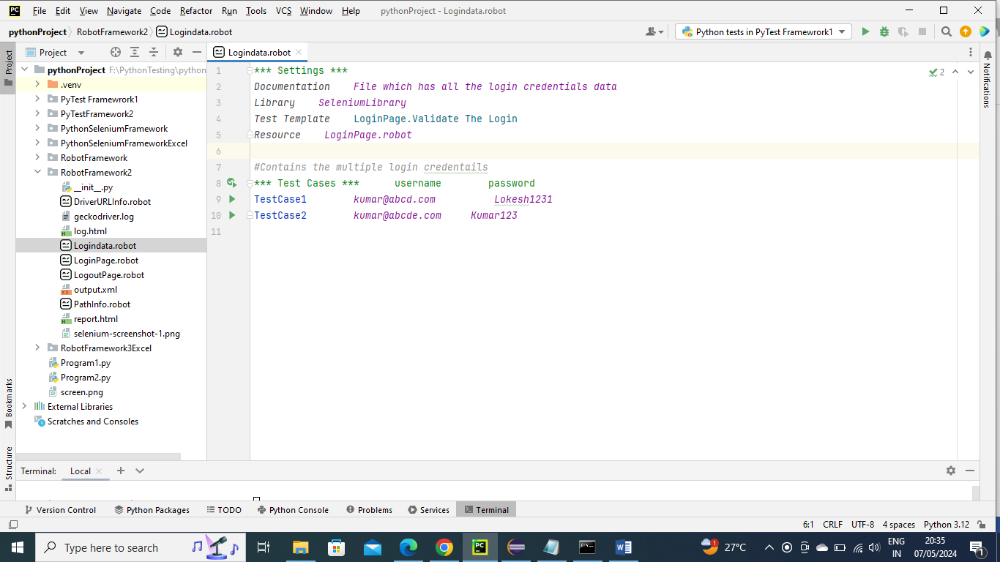 PC File Edit View Navigate Code Refactor Run Tools VCS Window Help pythonProject - Logindata.robot
pythonProject RobotFramework2 Logindata.robot Python tests in PyTest Framewrork1
Project
Project
Logindata.robot
pythonProject F:\PythonTesting\python
.venv
PyTest Framewrork1
PyTestFramework2
PythonSeleniumFramework
PythonSeleniumFrameworkExcel
RobotFramework
RobotFramework2
__init__.py
DriverURLInfo.robot
geckodriver.log
log.html
Logindata.robot
LoginPage.robot
LogoutPage.robot
output.xml
PathInfo.robot
report.html
selenium-screenshot-1.png
RobotFramework3Excel
Program1.py
Program2.py
screen.png
External Libraries
Scratches and Consoles
Bookmarks
Structure
1 *** Settings ***
2 Documentation File which has all the login credentials data
3 Library SeleniumLibrary
4 Test Template LoginPage.Validate The Login
5 Resource LoginPage.robot
6
7 #Contains the multiple login credentails
8 *** Test Cases *** username password
9 TestCase1 kumar@abcd.com Lokesh1231
10 TestCase2 kumar@abcde.com Kumar123
11
2
Notifications
Terminal: Local
Version Control Python Packages TODO Python Console Problems Services Terminal
6:1 CRLF UTF-8 4 spaces Python 3.12
Type here to search
PC
W
1
27°C
ENG
IN
20:35
07/05/2024
1